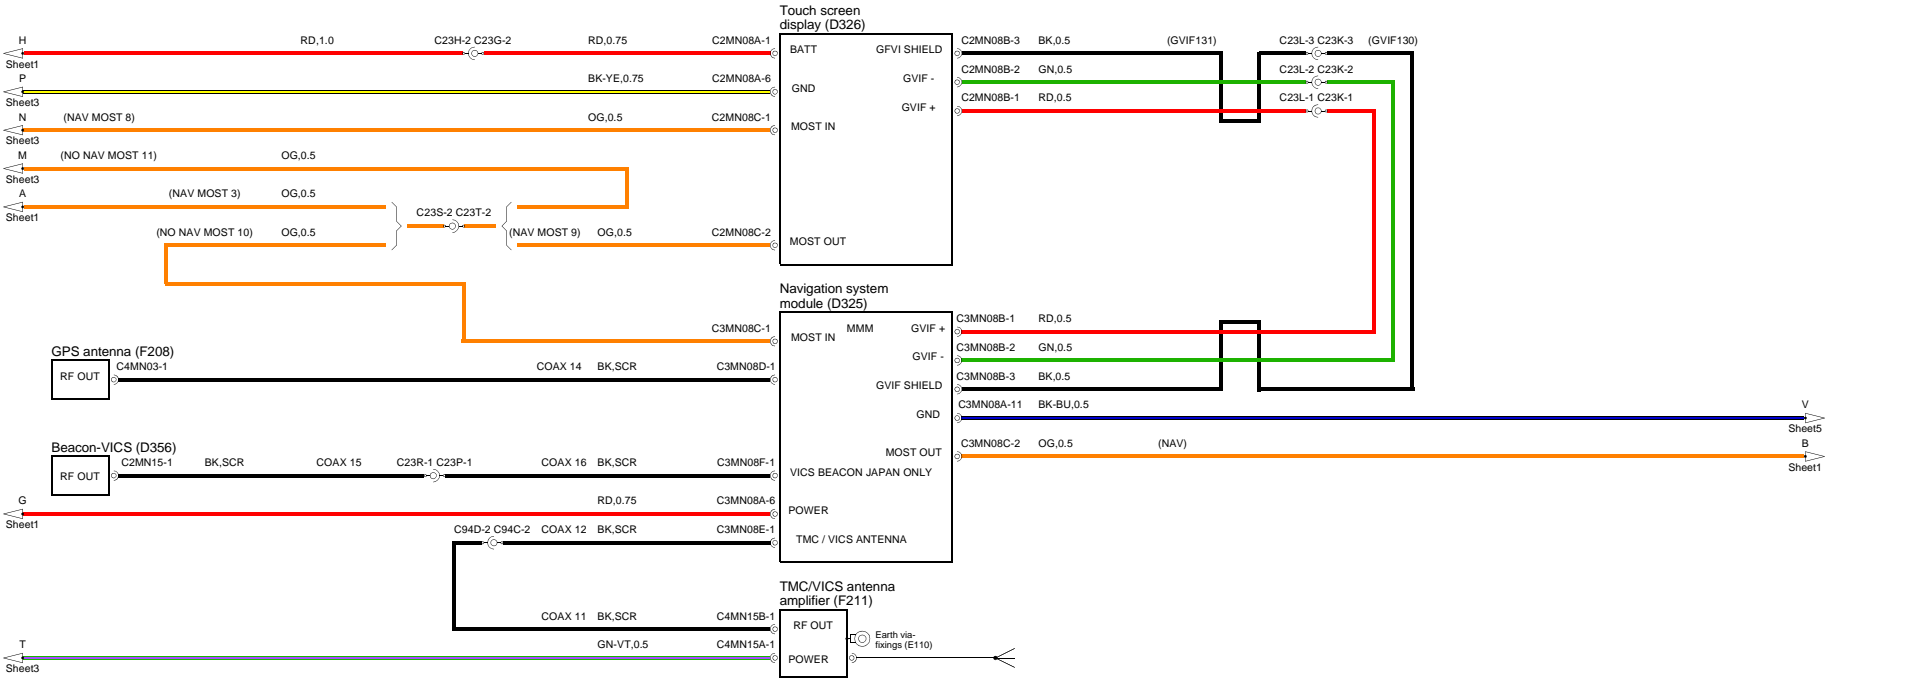 Touch screen
display (D326)
H
RD,1.0
C23H-2 C23G-2
RD,0.75
C2MN08A-1
BATT
GFVI SHIELD
C2MN08B-3
BK,0.5
(GVIF131)
C23L-3 C23K-3
(GVIF130)
Sheet1
P
BK-YE,0.75
C2MN08A-6
GND
GVIF -
C2MN08B-2
GN,0.5
C23L-2 C23K-2
Sheet3
N
(NAV MOST 8)
OG,0.5
C2MN08C-1
MOST IN
GVIF +
C2MN08B-1
RD,0.5
C23L-1 C23K-1
Sheet3
M
(NO NAV MOST 11)
OG,0.5
Sheet3
A
(NAV MOST 3)
OG,0.5
Sheet1
C23S-2 C23T-2
(NO NAV MOST 10)
OG,0.5
(NAV MOST 9)
OG,0.5
C2MN08C-2
MOST OUT
Navigation system
module (D325)
C3MN08C-1
MOST IN
MMM
GVIF +
C3MN08B-1
RD,0.5
GVIF -
C3MN08B-2
GN,0.5
GPS antenna (F208)
RF OUT
C4MN03-1
COAX 14
BK,SCR
C3MN08D-1
GVIF SHIELD
C3MN08B-3
BK,0.5
GND
C3MN08A-11
BK-BU,0.5
V
Sheet5
Beacon-VICS (D356)
RF OUT
C2MN15-1
BK,SCR
COAX 15
C23R-1 C23P-1
COAX 16
BK,SCR
C3MN08F-1
VICS BEACON JAPAN ONLY
MOST OUT
C3MN08C-2
OG,0.5
(NAV)
B
Sheet1
G
RD,0.75
C3MN08A-6
POWER
Sheet1
C94D-2 C94C-2
COAX 12
BK,SCR
C3MN08E-1
TMC / VICS ANTENNA
TMC/VICS antenna
amplifier (F211)
COAX 11
BK,SCR
C4MN15B-1
RF OUT
Earth via-
fixings (E110)
T
GN-VT,0.5
C4MN15A-1
POWER
Sheet3